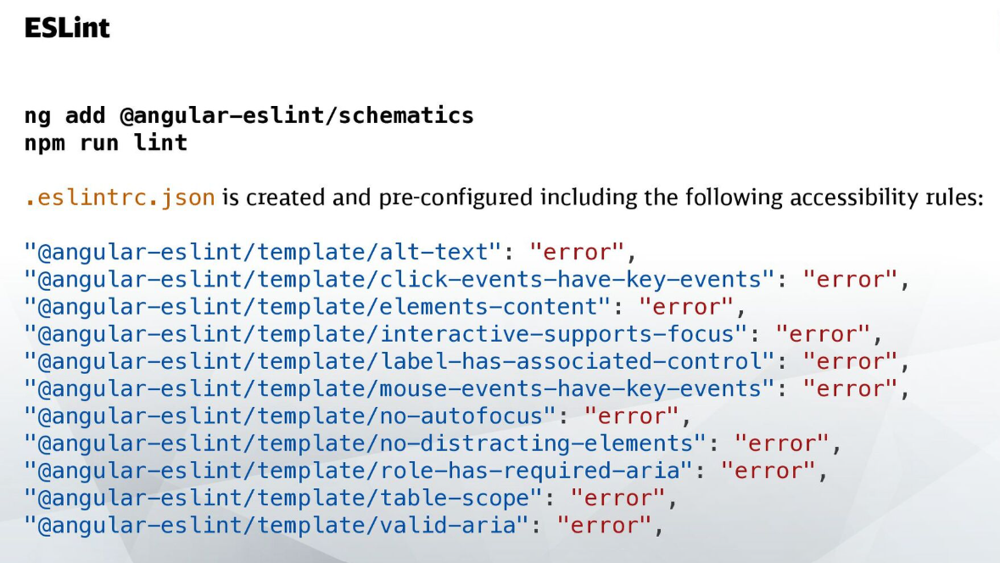 ESLint
ng add @angular-eslint/schematics
npm run lint
.eslintrc.json is created and pre-configured including the following accessibility rules:
"@angular-eslint/template/alt-text": "error",
"@angular-eslint/template/click-events-have-key-events": "error",
"@angular-eslint/template/elements-content": "error",
"@angular-eslint/template/interactive-supports-focus": "error",
"@angular-eslint/template/label-has-associated-control": "error",
"@angular-eslint/template/mouse-events-have-key-events": "error",
"@angular-eslint/template/no-autofocus": "error",
"@angular-eslint/template/no-distracting-elements": "error",
"@angular-eslint/template/role-has-required-aria": "error",
"@angular-eslint/template/table-scope": "error",
"@angular-eslint/template/valid-aria": "error",